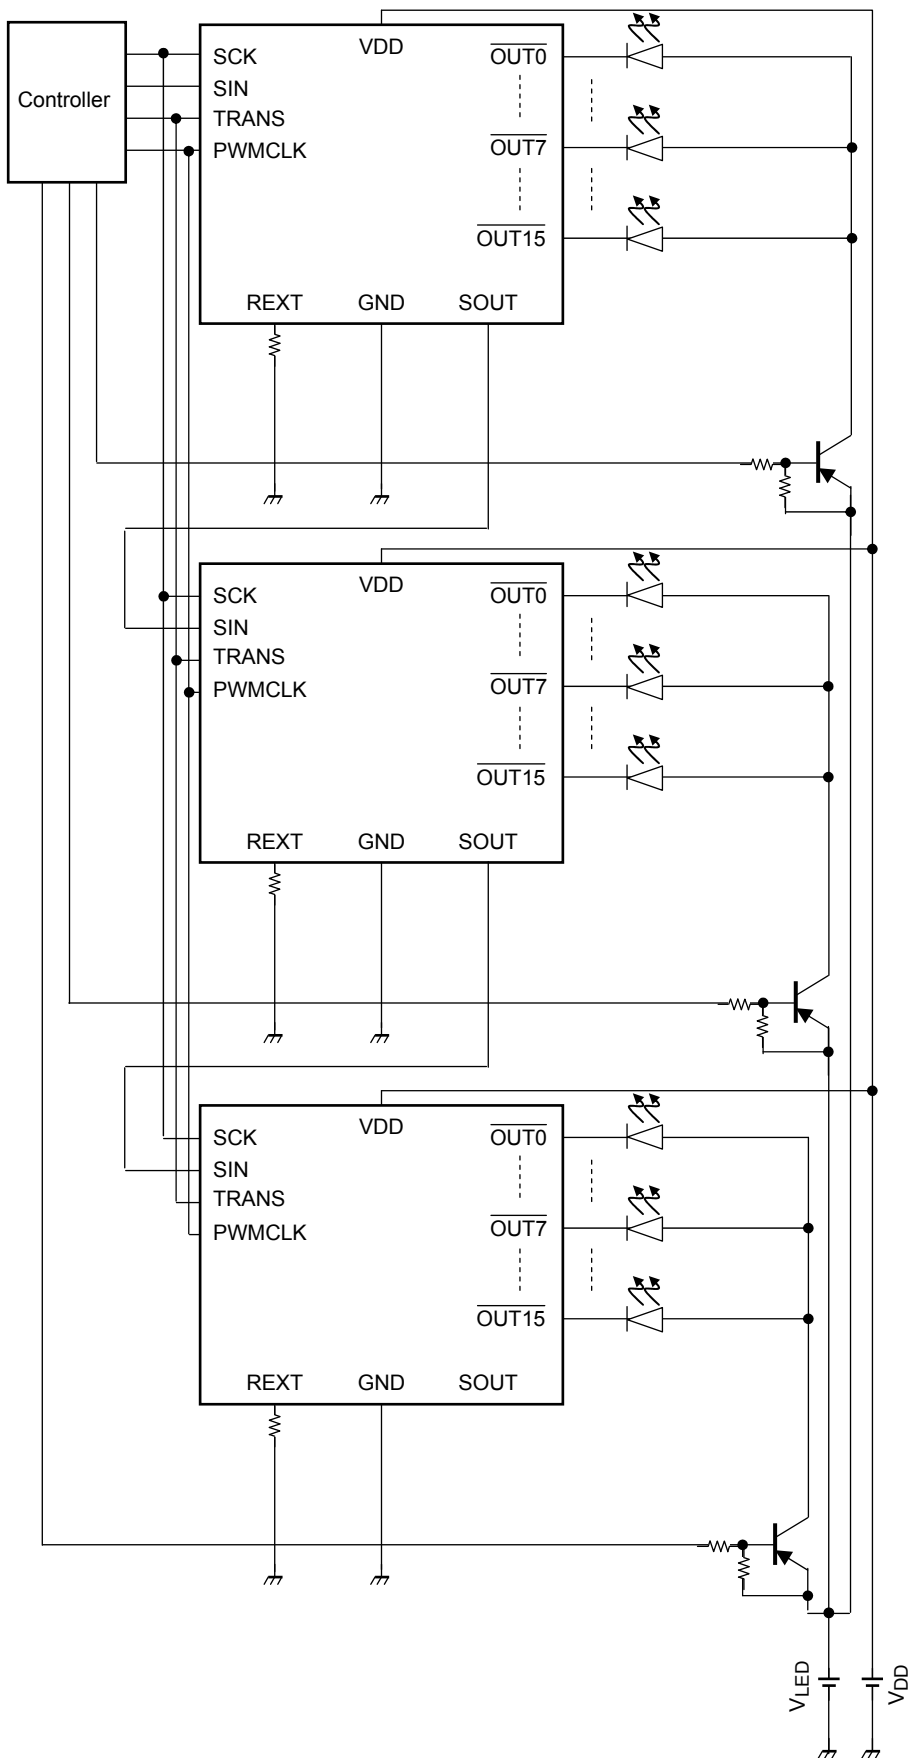 VDD
SCK
OUT0
SIN
Controller
TRANS
PWMCLK
OUT7
OUT15
REXT
GND
SOUT
VDD
SCK
OUT0
SIN
TRANS
PWMCLK
OUT7
OUT15
REXT
GND
SOUT
VDD
SCK
OUT0
SIN
TRANS
PWMCLK
OUT7
OUT15
REXT
GND
SOUT
VLED
VDD